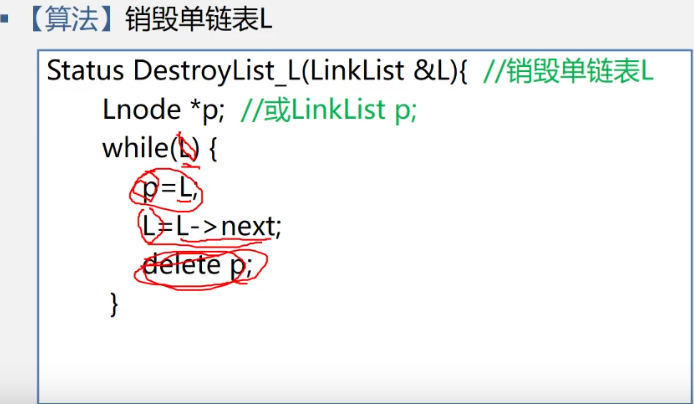 【算法】销毁单链表L
Status DestroyList_L(LinkList &L){ //销毁单链表L
Lnode *p; //或LinkList p;
while(L) {
p=L;
L=L->next;
delete p;
}